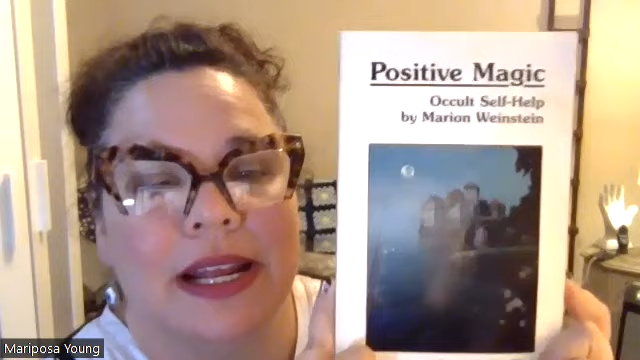 Positive Magic
Occult Self-Help
by Marion Weinstein
Mariposa Young